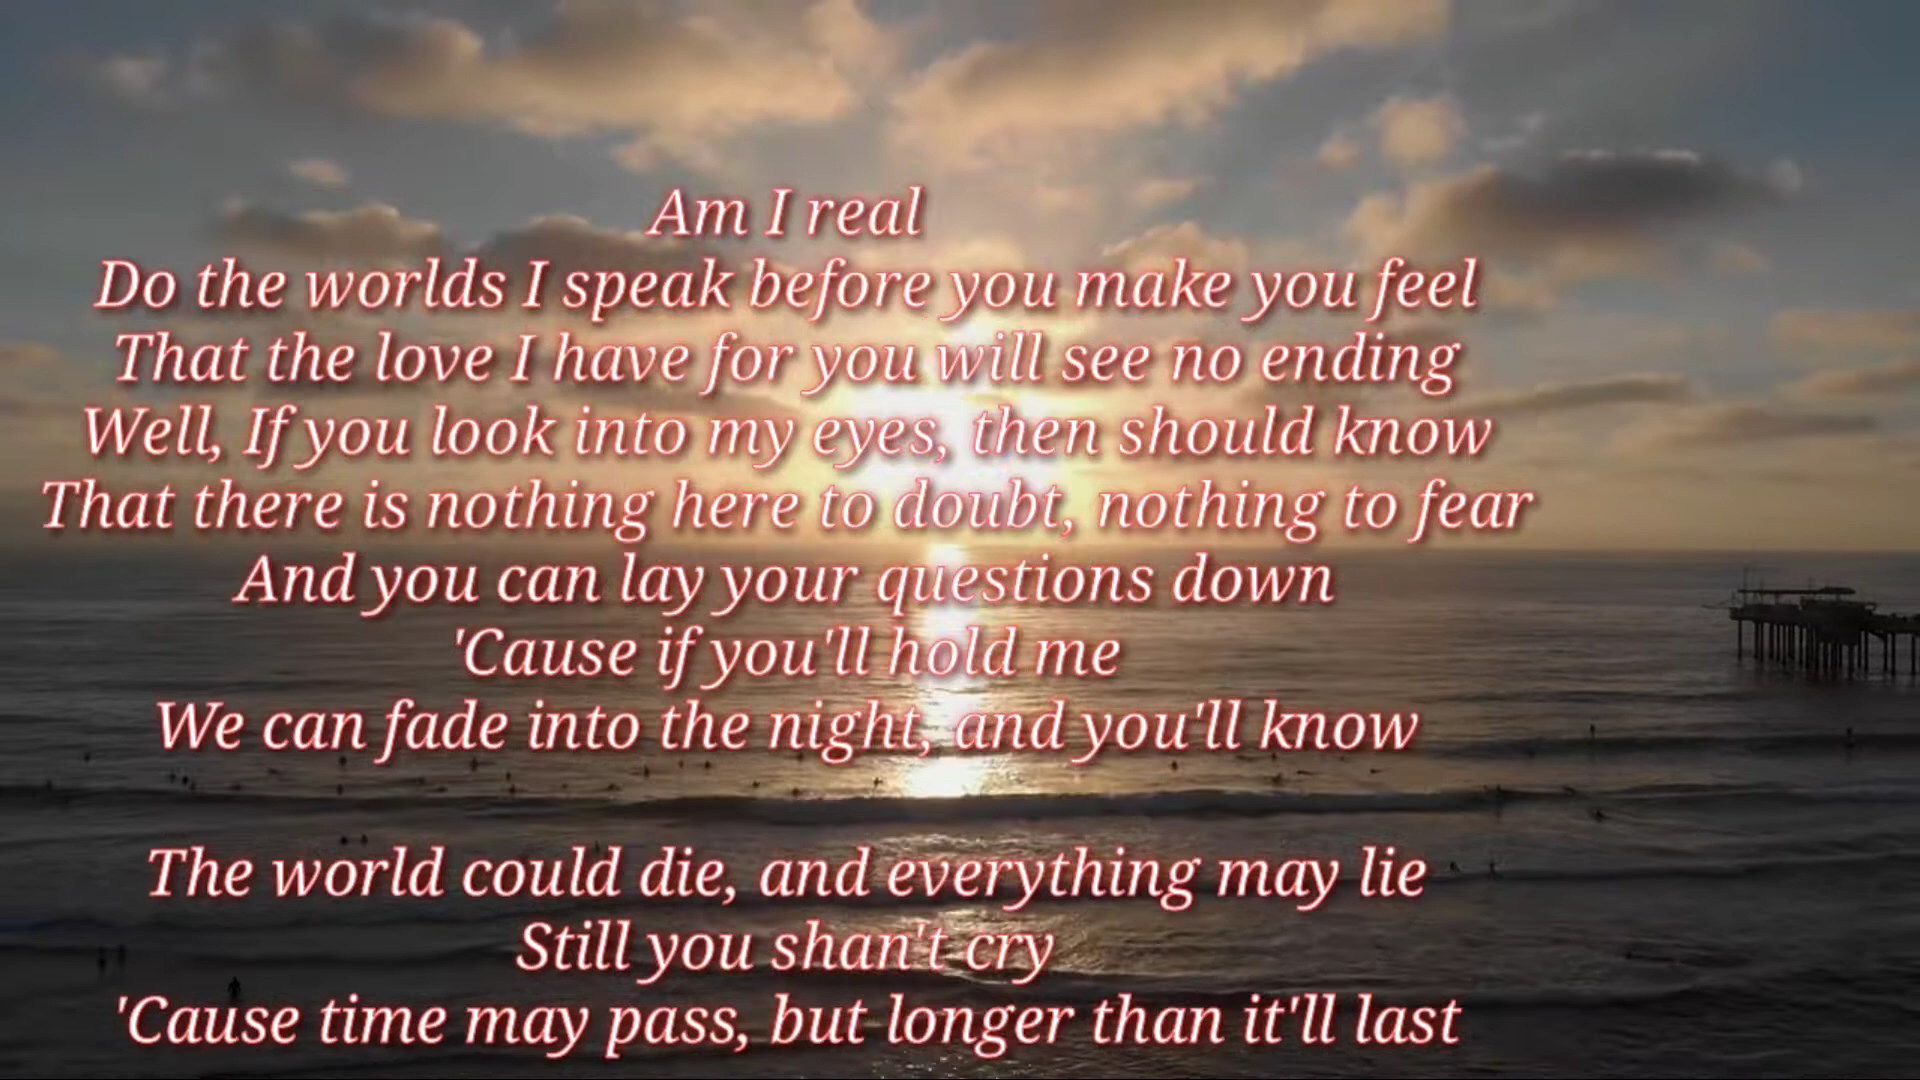 Am I real
Do the worlds I speak before you make you feel
That the love I have for you will see no ending
Well, If you look into my eyes, then should know
That there is nothing here to doubt, nothing to fear
And you can lay your questions down
'Cause if you'll hold me
We can fade into the night, and you'll know
The world could die, and everything may lie
Still you shan't cry
'Cause time may pass, but longer than it'll last